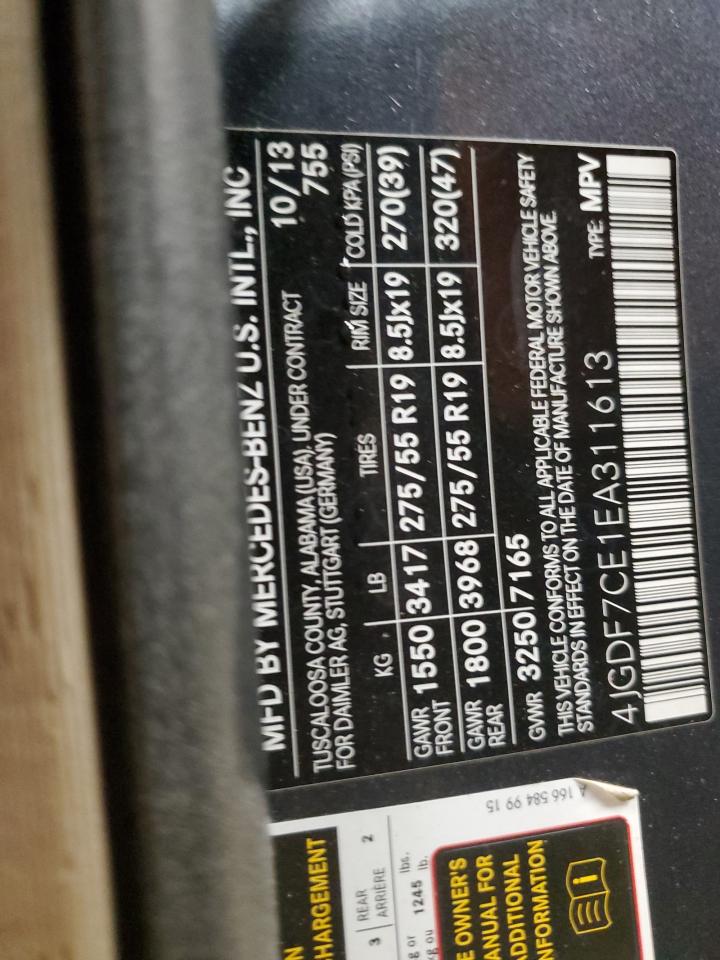 MFD BY MERCEDES-BENZ U.S. INTL., INC
10/13
TUSCALOOSA COUNTY, ALABAMA (USA), UNDER CONTRACT
755
FOR DAIMLER AG, STUTTGART (GERMANY)
KG LB TIRES RIM SIZE COLD KPA (PSI)
GAWR FRONT 1550 3417 275/55 R19 8.5Jx19 270(39)
GAWR REAR 1800 3968 275/55 R19 8.5Jx19 320(47)
GVWR 3250 7165
THIS VEHICLE CONFORMS TO ALL APPLICABLE FEDERAL MOTOR VEHICLE SAFETY
STANDARDS IN EFFECT ON THE DATE OF MANUFACTURE SHOWN ABOVE.
4JGDF7CE1EA311613 TYPE: MPV
HARGEMENT
3 REAR 2
ARRIÈRE
1245 lbs.
lb.
OWNER'S
ANUAL FOR
ADDITIONAL
NFORMATION
A 166 584 99 15